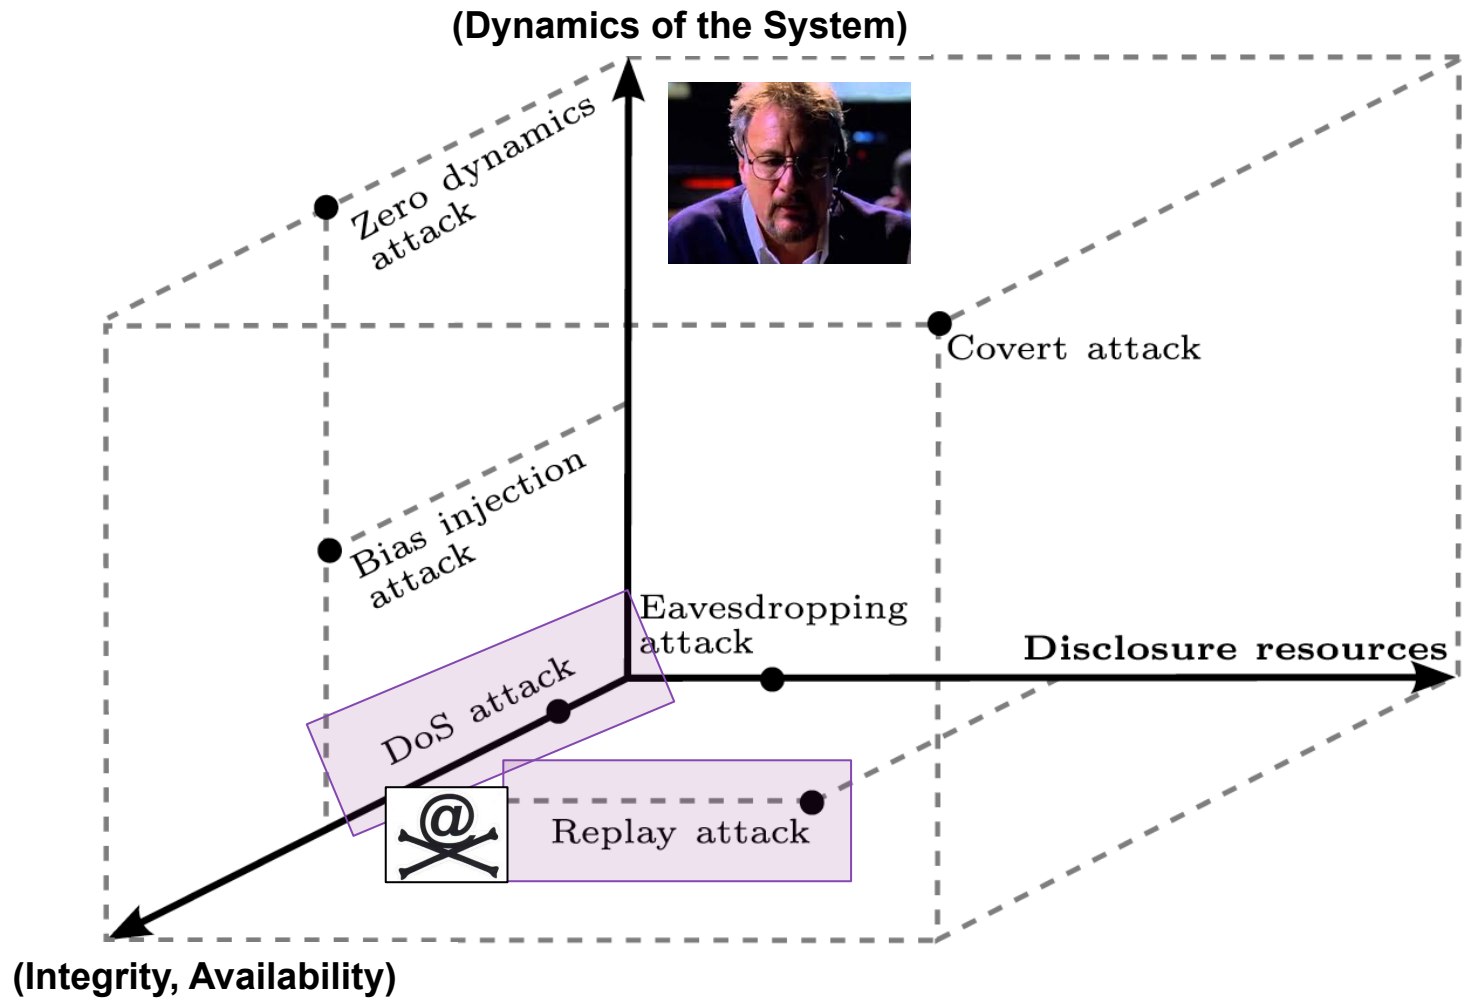 (Dynamics of the System)
Zero dynamics
attack
Covert attack
Bias injection
attack
Eavesdropping
attack
Disclosure resources
DoS attack
@
Replay attack
(Integrity, Availability)